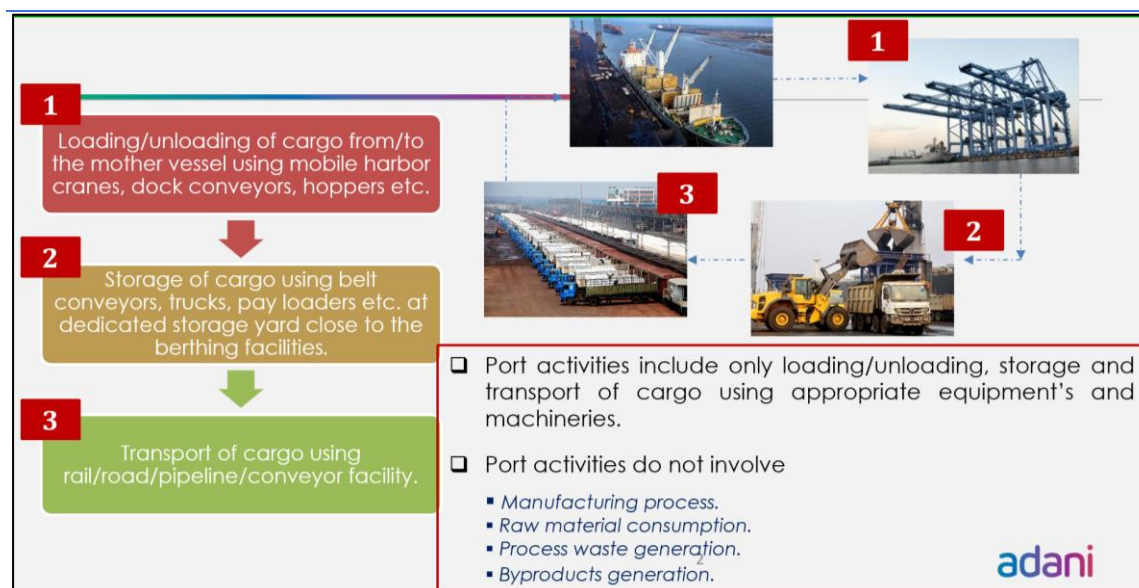 1
Loading/unloading of cargo from/to
the mother vessel using mobile harbor
cranes, dock conveyors, hoppers etc.
2
Storage of cargo using belt
conveyors, trucks, pay loaders etc. at
dedicated storage yard close to the
berthing facilities.
3
Transport of cargo using
rail/road/pipeline/conveyor facility.
1
2
3
❑ Port activities include only loading/unloading, storage and
transport of cargo using appropriate equipment’s and
machineries.
❑ Port activities do not involve
▪ Manufacturing process.
▪ Raw material consumption.
▪ Process waste generation.
▪ Byproducts generation.
2
adani